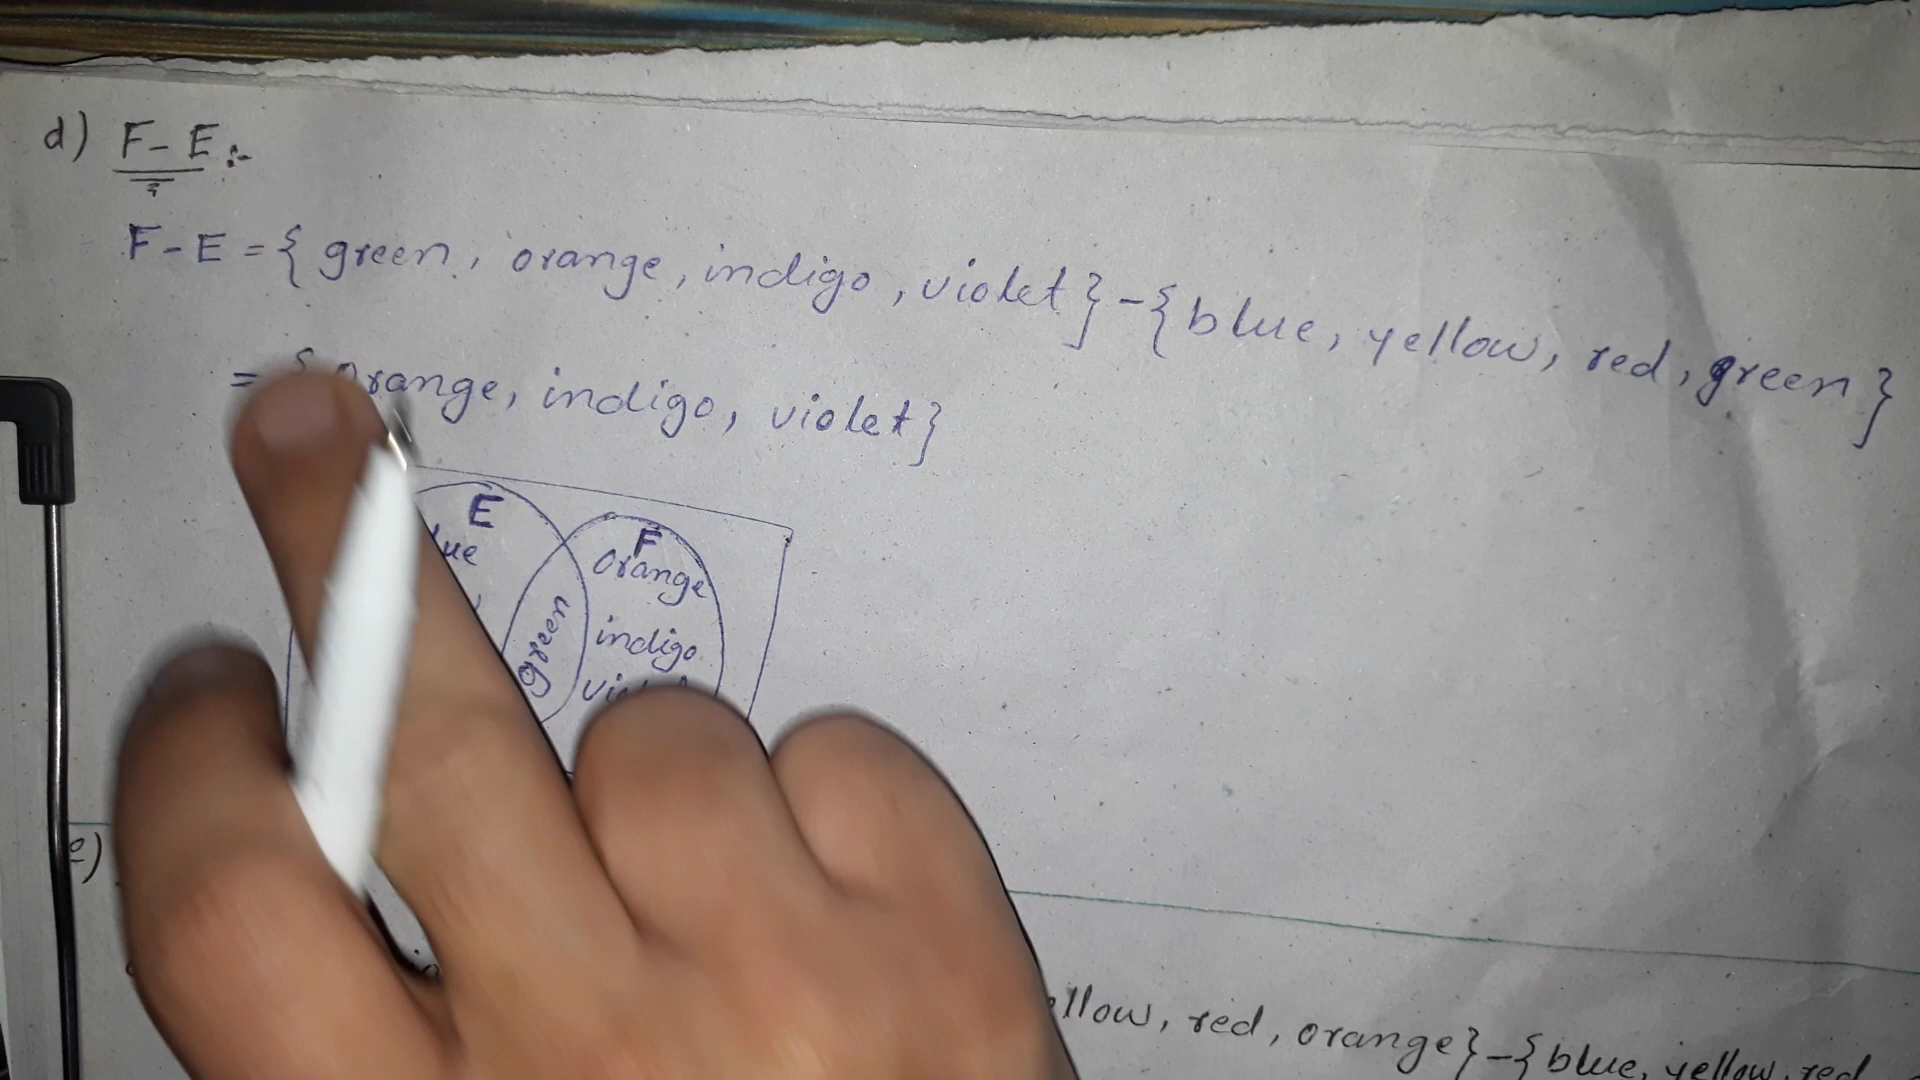 d) F-E:-
F-E = { green, orange, indigo, violet } - { blue, yellow, red, green }
= { orange, indigo, violet }
E
F
orange
green
indigo
e)
red, orange } - { blue, yellow, red